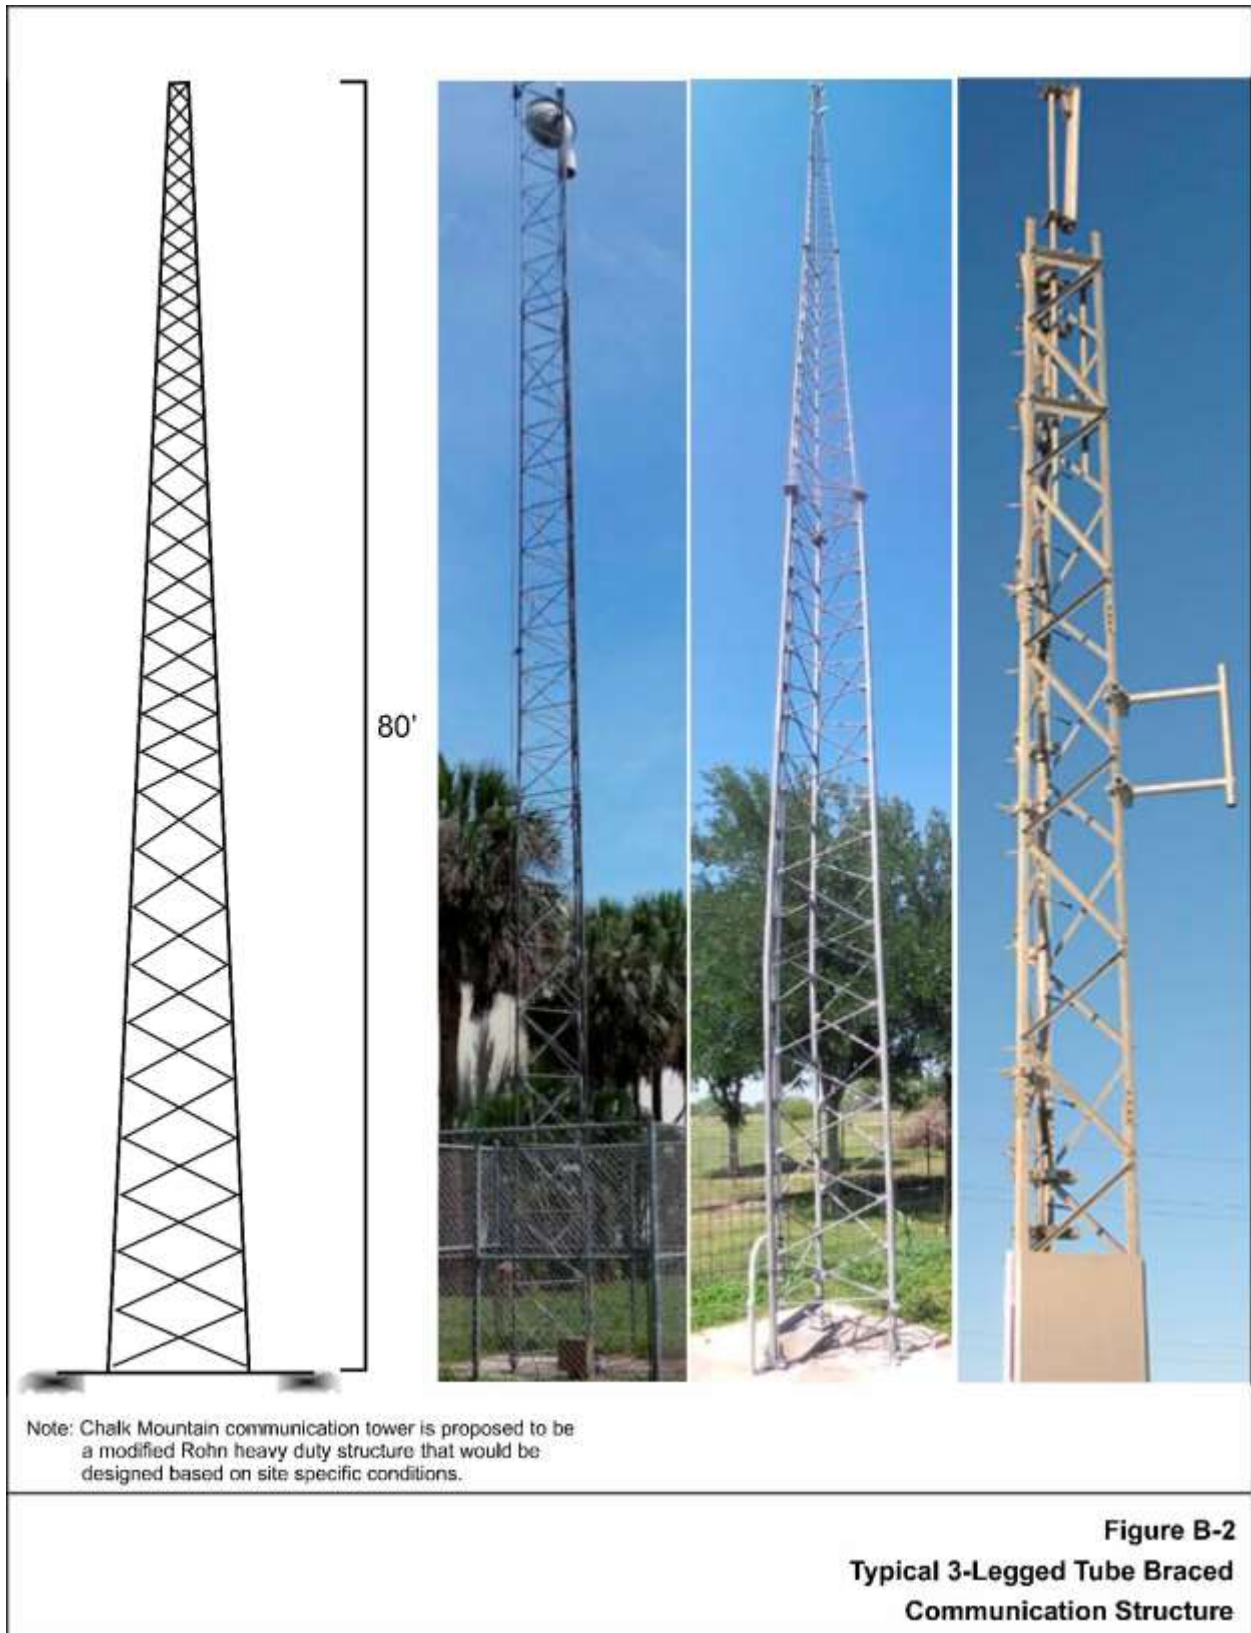 80'
Note: Chalk Mountain communication tower is proposed to be
a modified Rohn heavy duty structure that would be
designed based on site specific conditions.
Figure B-2
Typical 3-Legged Tube Braced
Communication Structure